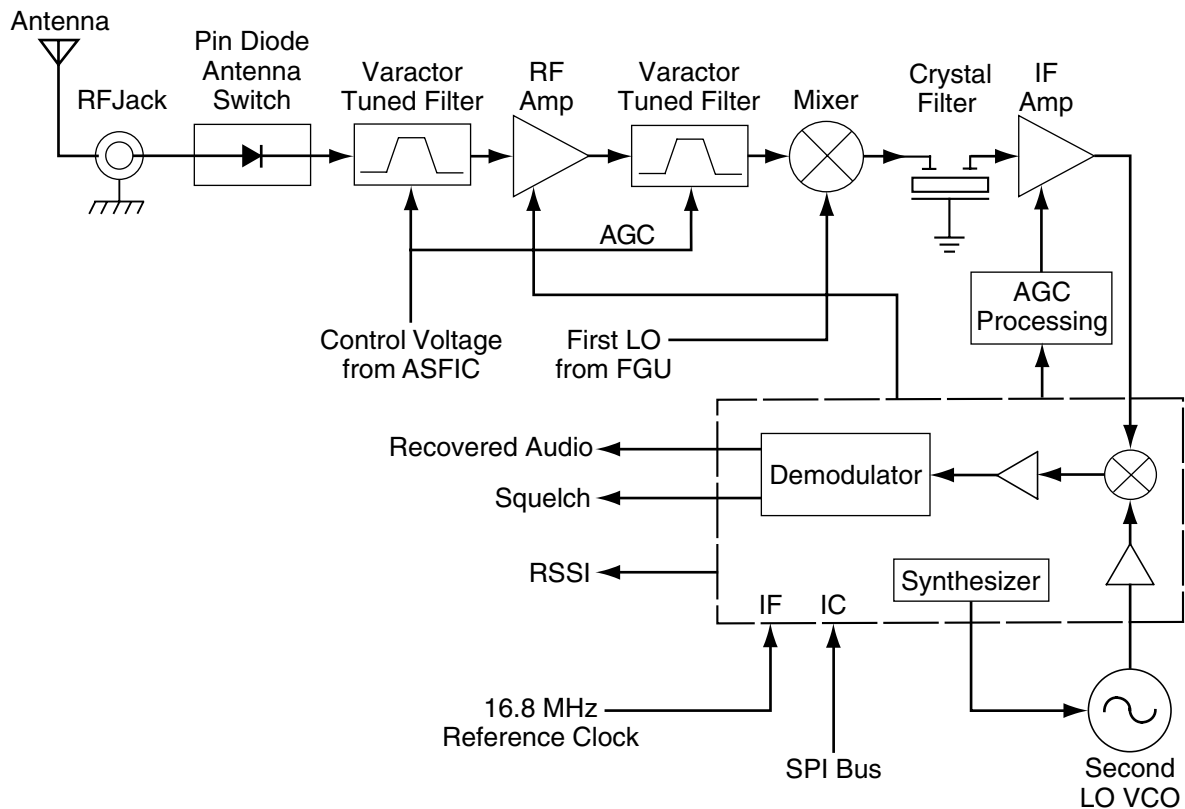 Antenna
RFJack
Pin Diode
Antenna
Switch
Varactor
Tuned Filter
RF
Amp
Varactor
Tuned Filter
Mixer
Crystal
Filter
IF
Amp
AGC
Control Voltage
from ASFIC
First LO
from FGU
AGC
Processing
Recovered Audio
Squelch
RSSI
Demodulator
Synthesizer
IF IC
16.8 MHz
Reference Clock
SPI Bus
Second
LO VCO